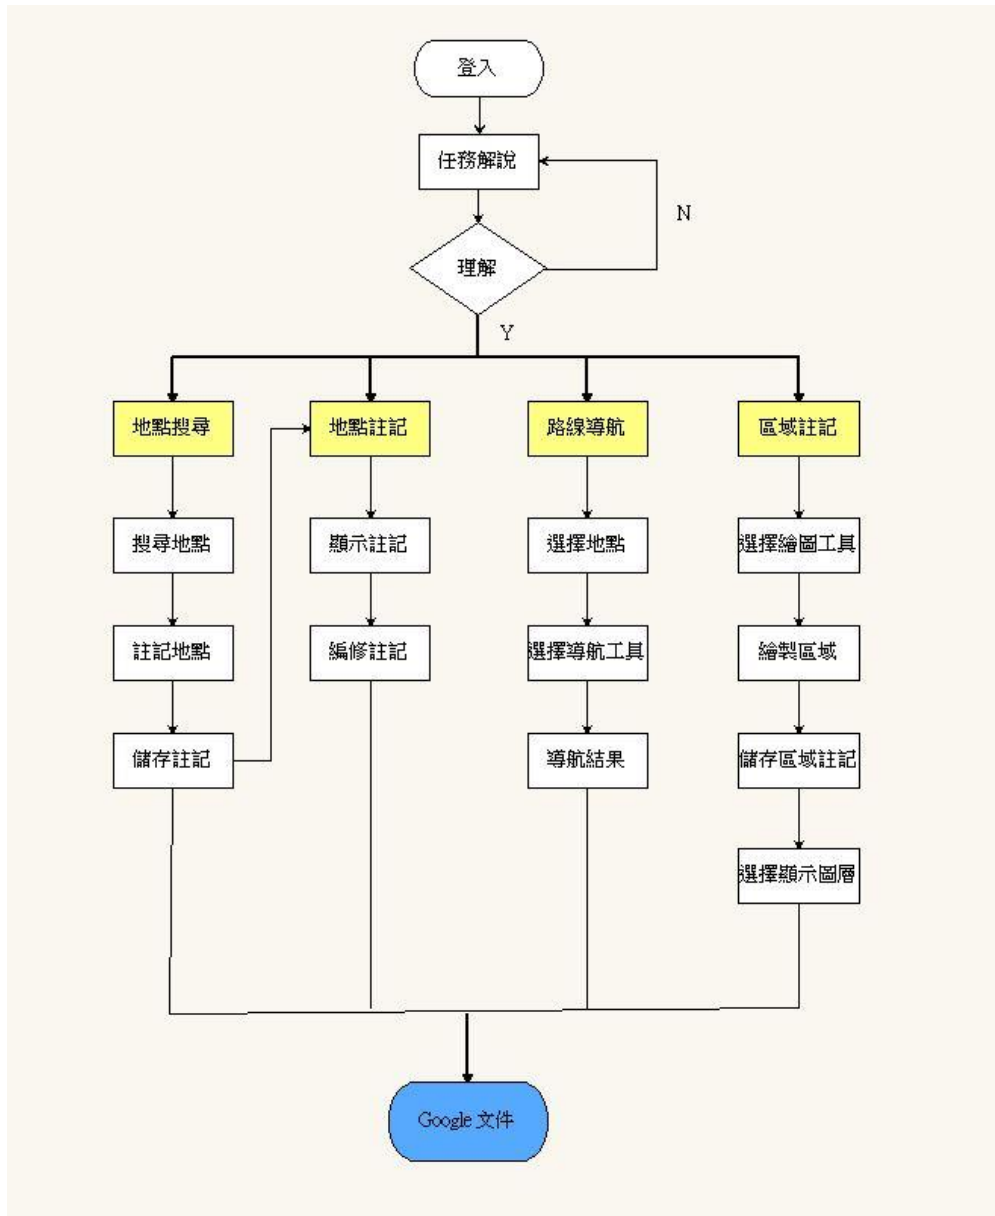 登入
任務解說
N
理解
Y
地點搜尋
地點註記
路線導航
區域註記
搜尋地點
顯示註記
選擇地點
選擇繪圖工具
註記地點
編修註記
選擇導航工具
繪製區域
儲存註記
導航結果
儲存區域註記
選擇顯示圖層
Google 文件